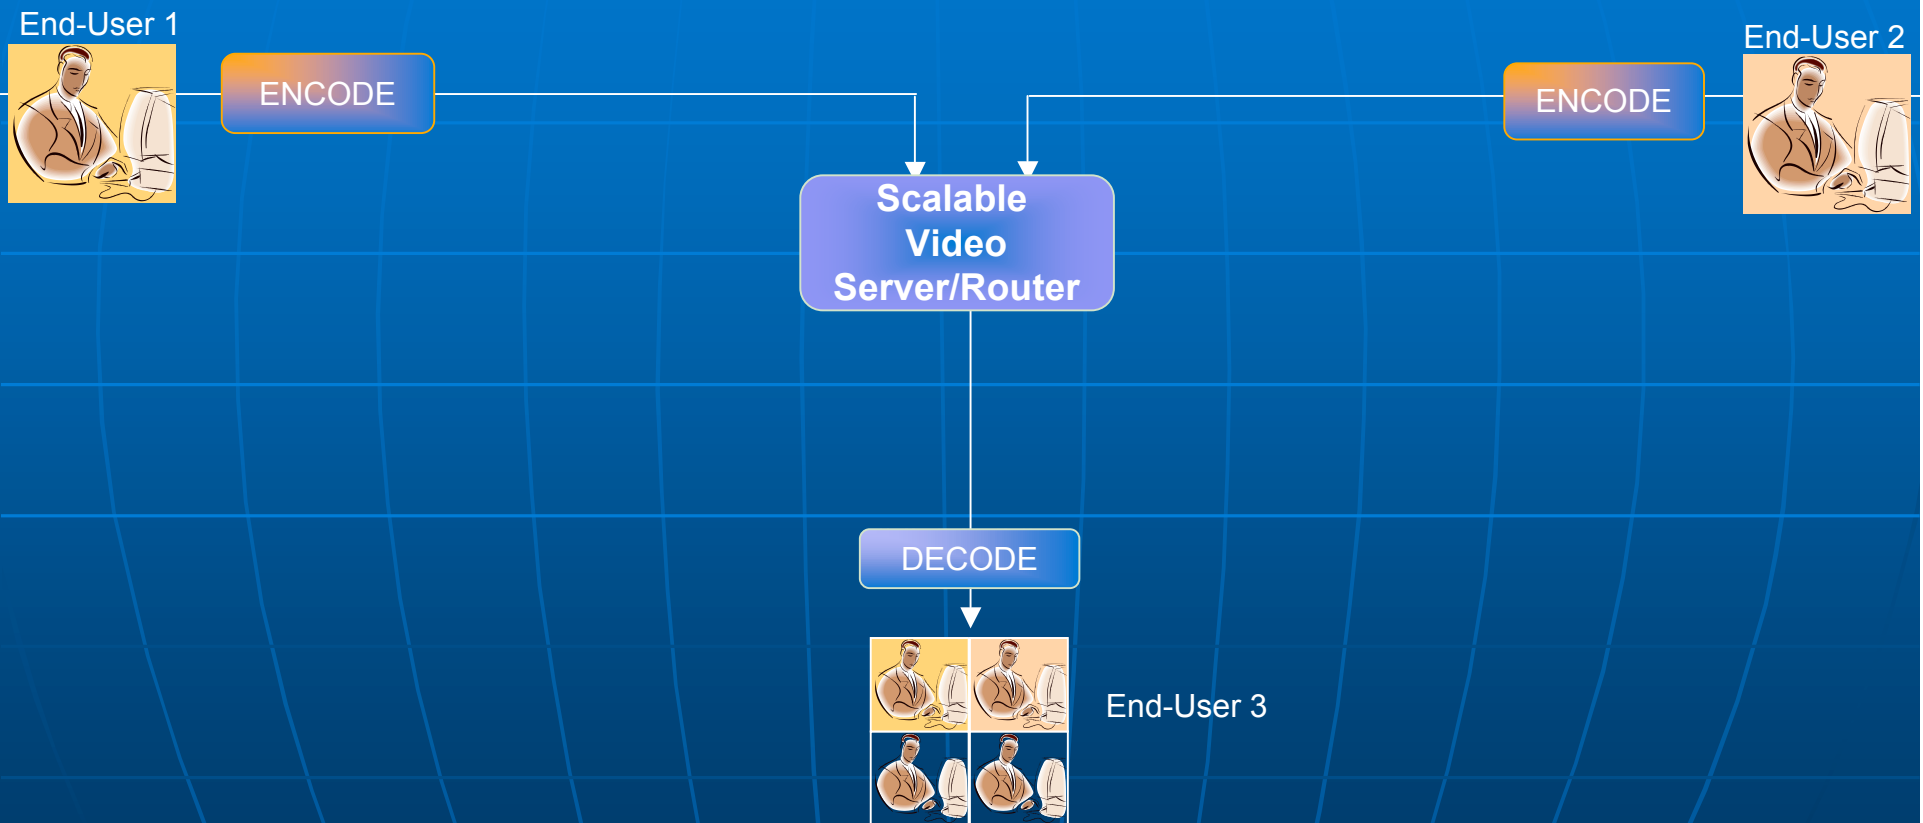 End-User 1
End-User 2
ENCODE
ENCODE
Scalable
Video
Server/Router
DECODE
End-User 3